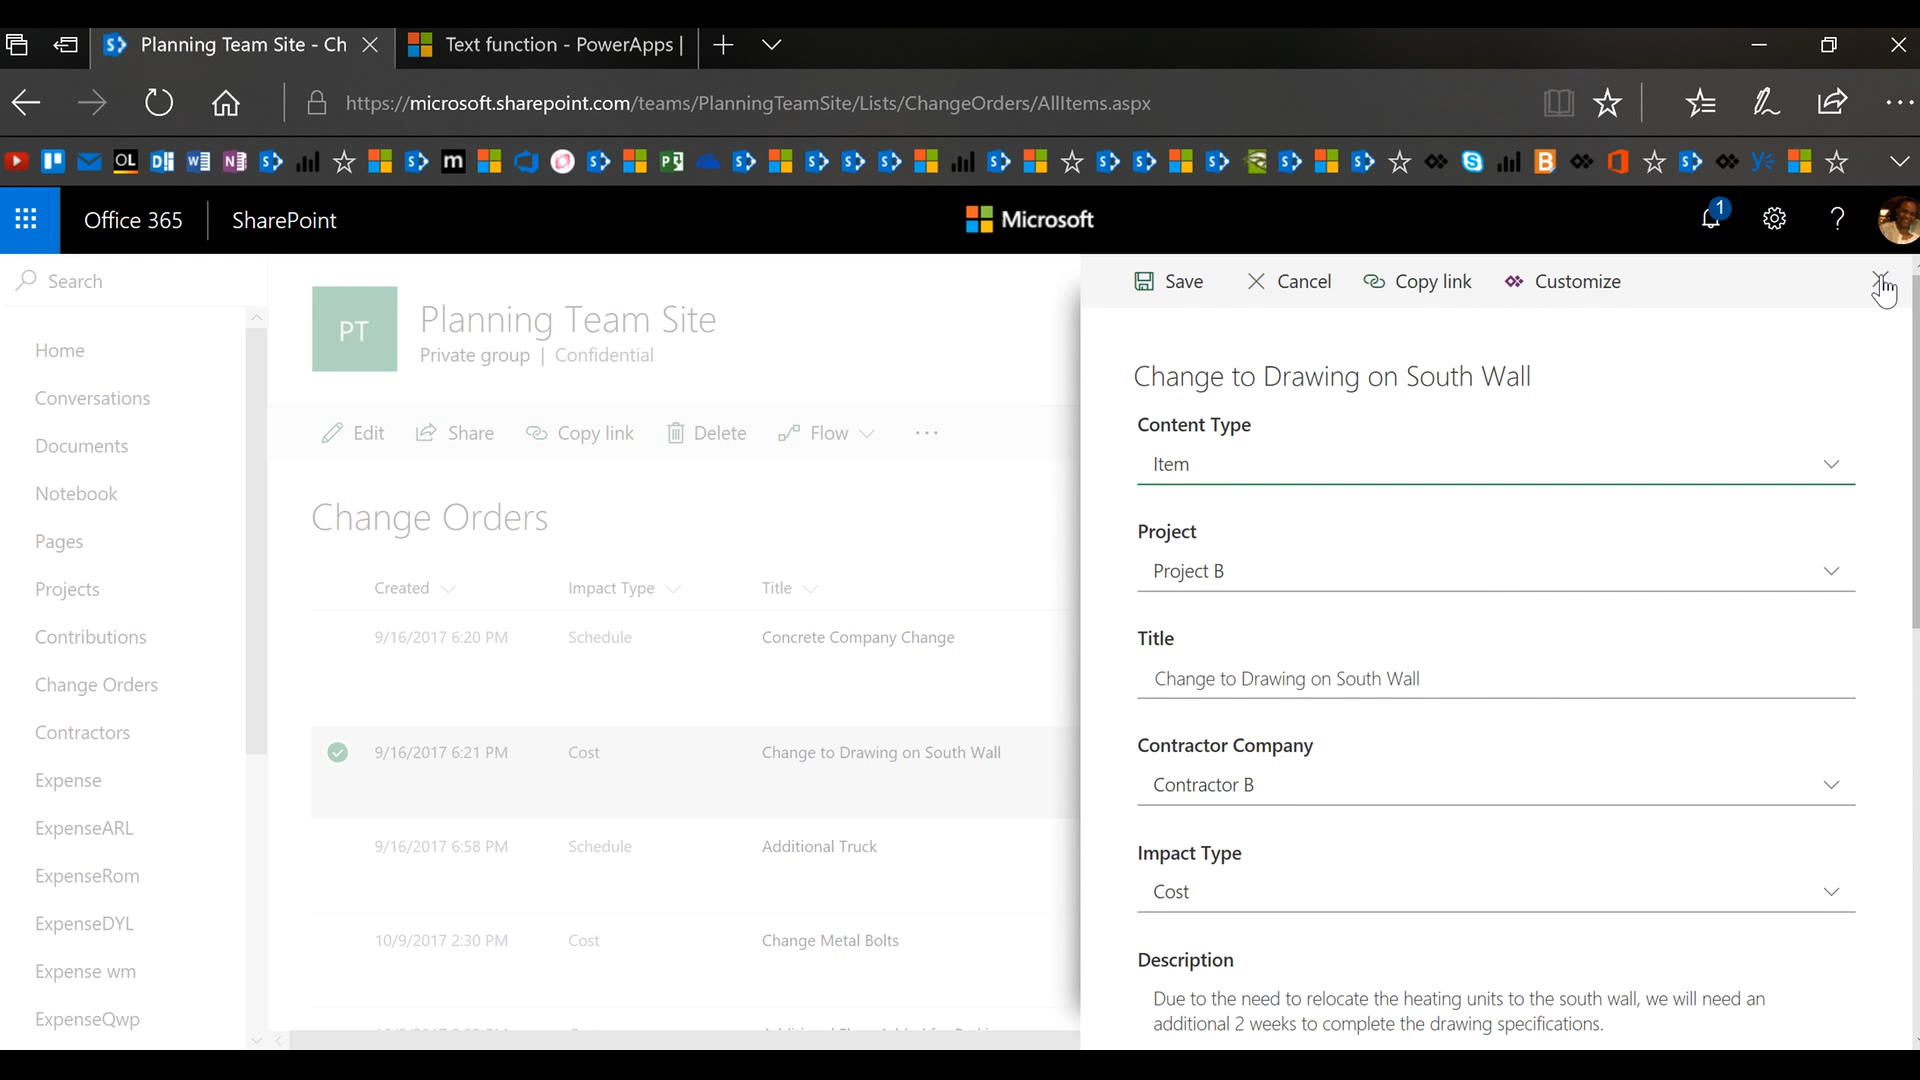 Planning Team Site - Ch
Text function - PowerApps |
https://microsoft.sharepoint.com/teams/PlanningTeamSite/Lists/ChangeOrders/AllItems.aspx
OL
Office 365
SharePoint
Microsoft
1
Search
Home
Conversations
Documents
Notebook
Pages
Projects
Contributions
Change Orders
Contractors
Expense
ExpenseARL
ExpenseRom
ExpenseDYL
Expense wm
ExpenseQwp
PT
Planning Team Site
Private group | Confidential
Edit Share Copy link Delete Flow
Change Orders
Created Impact Type Title
9/16/2017 6:20 PM Schedule Concrete Company Change
9/16/2017 6:21 PM Cost Change to Drawing on South Wall
9/16/2017 6:58 PM Schedule Additional Truck
10/9/2017 2:30 PM Cost Change Metal Bolts
Save Cancel Copy link Customize
Change to Drawing on South Wall
Content Type
Item
Project
Project B
Title
Change to Drawing on South Wall
Contractor Company
Contractor B
Impact Type
Cost
Description
Due to the need to relocate the heating units to the south wall, we will need an
additional 2 weeks to complete the drawing specifications.